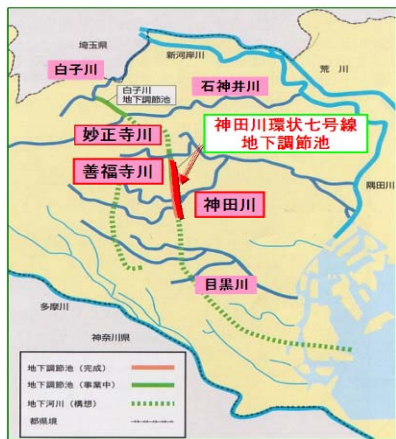 埼玉県
新河岸川
荒川
白子川
白子川
地下調節池
石神井川
妙正寺川
神田川環状七号線
地下調節池
善福寺川
隅田川
神田川
目黒川
多摩川
神奈川県
地下調節池（完成）
地下調節池（事業中）
地下河川（構想）
都県境